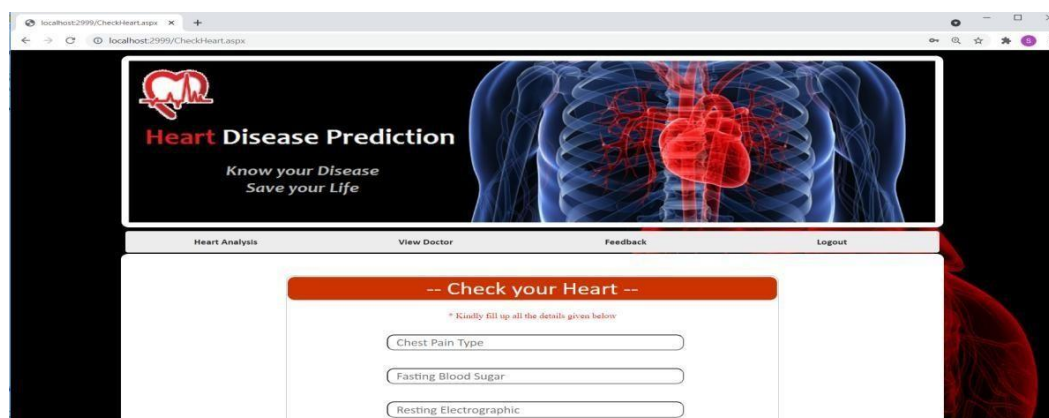 localhost:2999/CheckHeart.aspx
localhost:2999/CheckHeart.aspx
S
Heart Disease Prediction
Know your Disease
Save your Life
Heart Analysis View Doctor Feedback Logout
-- Check your Heart --
* Kindly fill up all the details given below
Chest Pain Type
Fasting Blood Sugar
Resting Electrographic